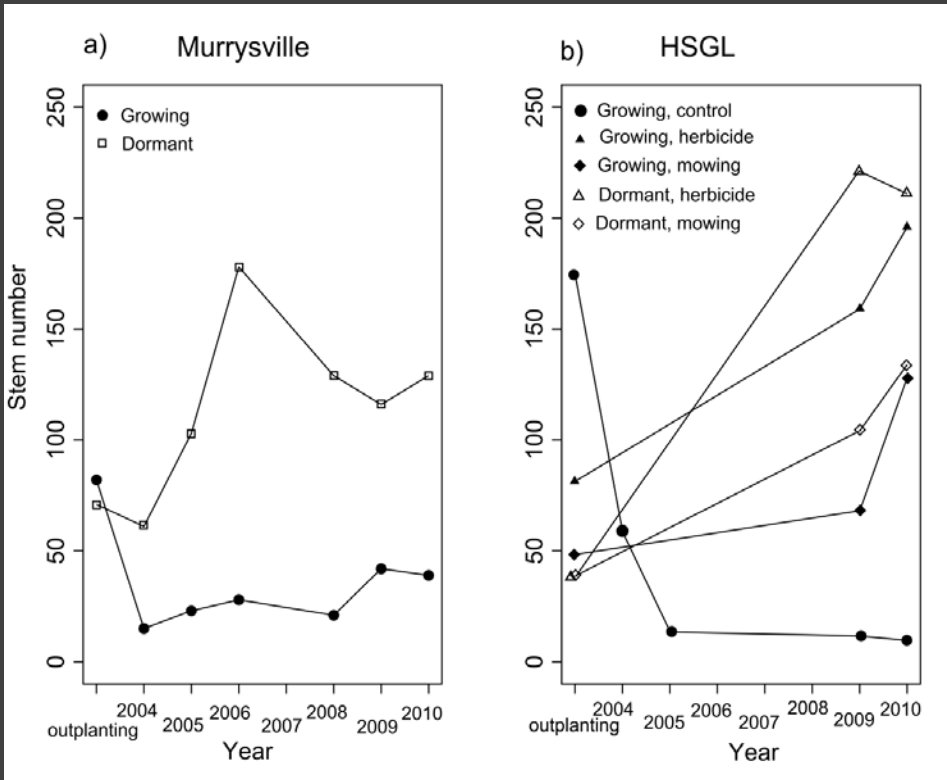 a) Murrysville
Growing
Dormant
Stem number
0
50
100
150
200
250
outplanting
2004
2005
2006
2007
2008
2009
2010
Year
b) HSGL
Growing, control
Growing, herbicide
Growing, mowing
Dormant, herbicide
Dormant, mowing
0
50
100
150
200
250
outplanting
2004
2005
2006
2007
2008
2009
2010
Year